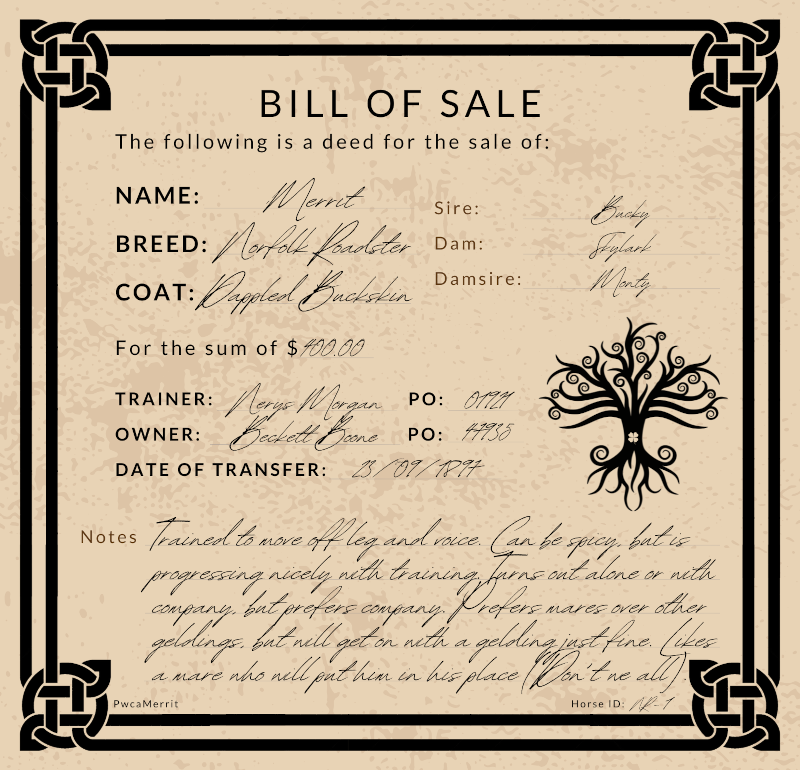 BILL OF SALE
The following is a deed for the sale of:
NAME: Merrit
Sire: Bucky
BREED: Norfolk Roadster
Dam: Skylark
COAT: Dappled Buckskin
Damsire: Monty
For the sum of $400.00
TRAINER: Nerys Morgan PO:
OWNER: Beckett Boone PO:
DATE OF TRANSFER: 23/09/1897
Notes Trained to move off leg and voice. Can be spicy, but is
progressing nicely with training. Turns out alone or with
company, but prefers company. Prefers mares over other
geldings, but will get on with a gelding just fine. Likes
a mare who will put him in his place (Don't we all).
PwcaMerrit
Horse ID: